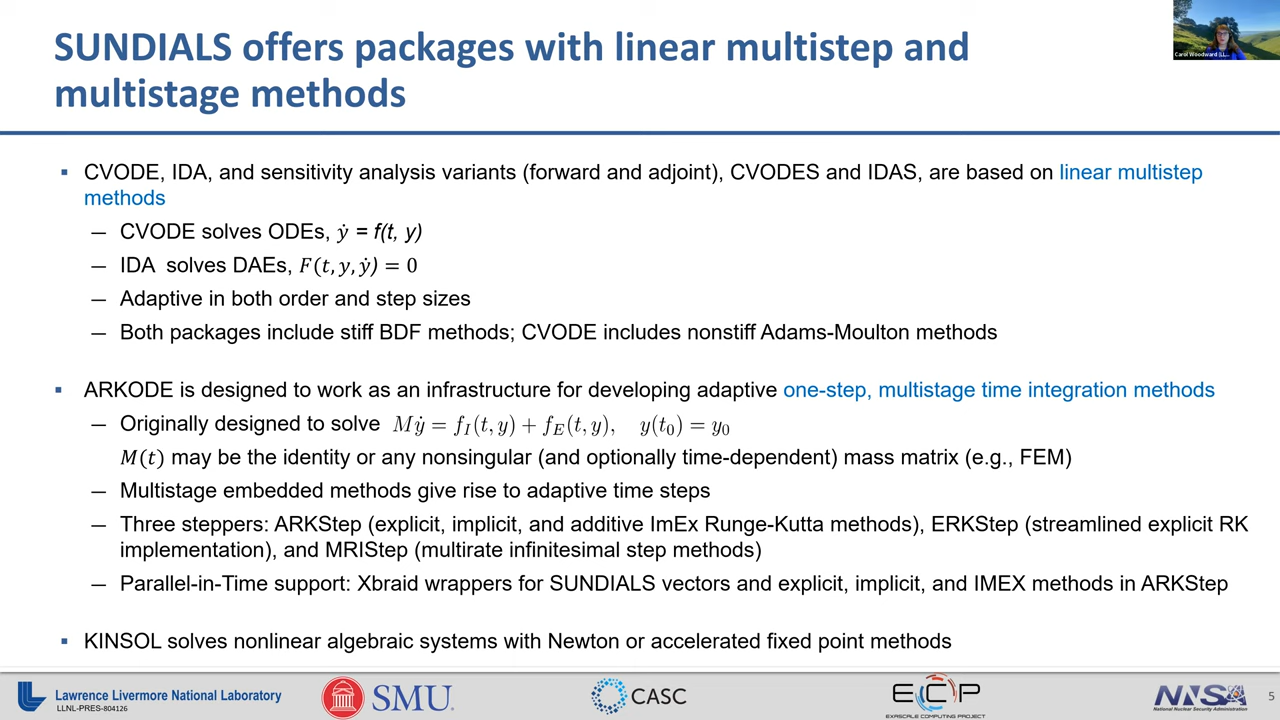 SUNDIALS offers packages with linear multistep and
multistage methods
Carol Woodward (LL...
▪ CVODE, IDA, and sensitivity analysis variants (forward and adjoint), CVODES and IDAS, are based on linear multistep
methods
— CVODE solves ODEs, ẏ = f(t, y)
— IDA solves DAEs, F(t, y, ẏ) = 0
— Adaptive in both order and step sizes
— Both packages include stiff BDF methods; CVODE includes nonstiff Adams-Moulton methods
▪ ARKODE is designed to work as an infrastructure for developing adaptive one-step, multistage time integration methods
— Originally designed to solve Mẏ = f_I(t, y) + f_E(t, y), y(t_0) = y_0
M(t) may be the identity or any nonsingular (and optionally time-dependent) mass matrix (e.g., FEM)
— Multistage embedded methods give rise to adaptive time steps
— Three steppers: ARKStep (explicit, implicit, and additive ImEx Runge-Kutta methods), ERKStep (streamlined explicit RK
implementation), and MRIStep (multirate infinitesimal step methods)
— Parallel-in-Time support: Xbraid wrappers for SUNDIALS vectors and explicit, implicit, and IMEX methods in ARKStep
▪ KINSOL solves nonlinear algebraic systems with Newton or accelerated fixed point methods
Lawrence Livermore National Laboratory
LLNL-PRES-804126
SMU.
CASC
ECP
EXASCALE COMPUTING PROJECT
NNSA
National Nuclear Security Administration
5